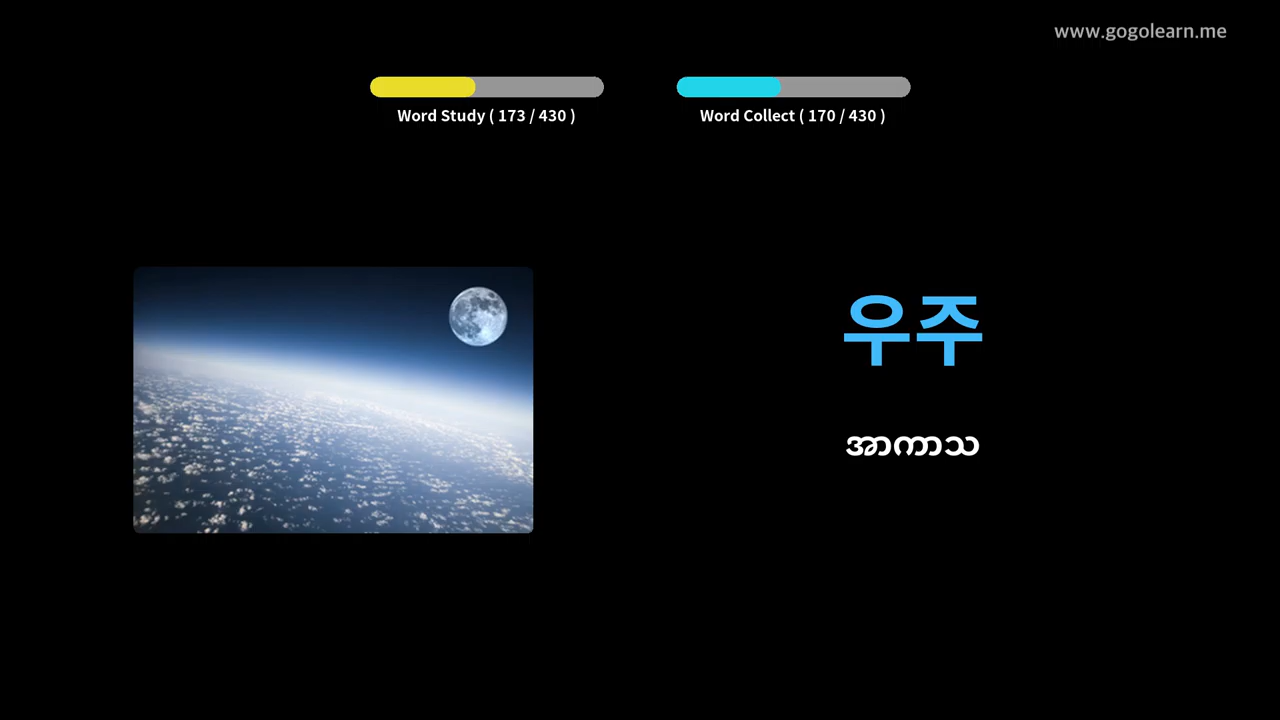 www.gogolearn.me
Word Study ( 173 / 430 )
Word Collect ( 170 / 430 )
우주
အာကာသ